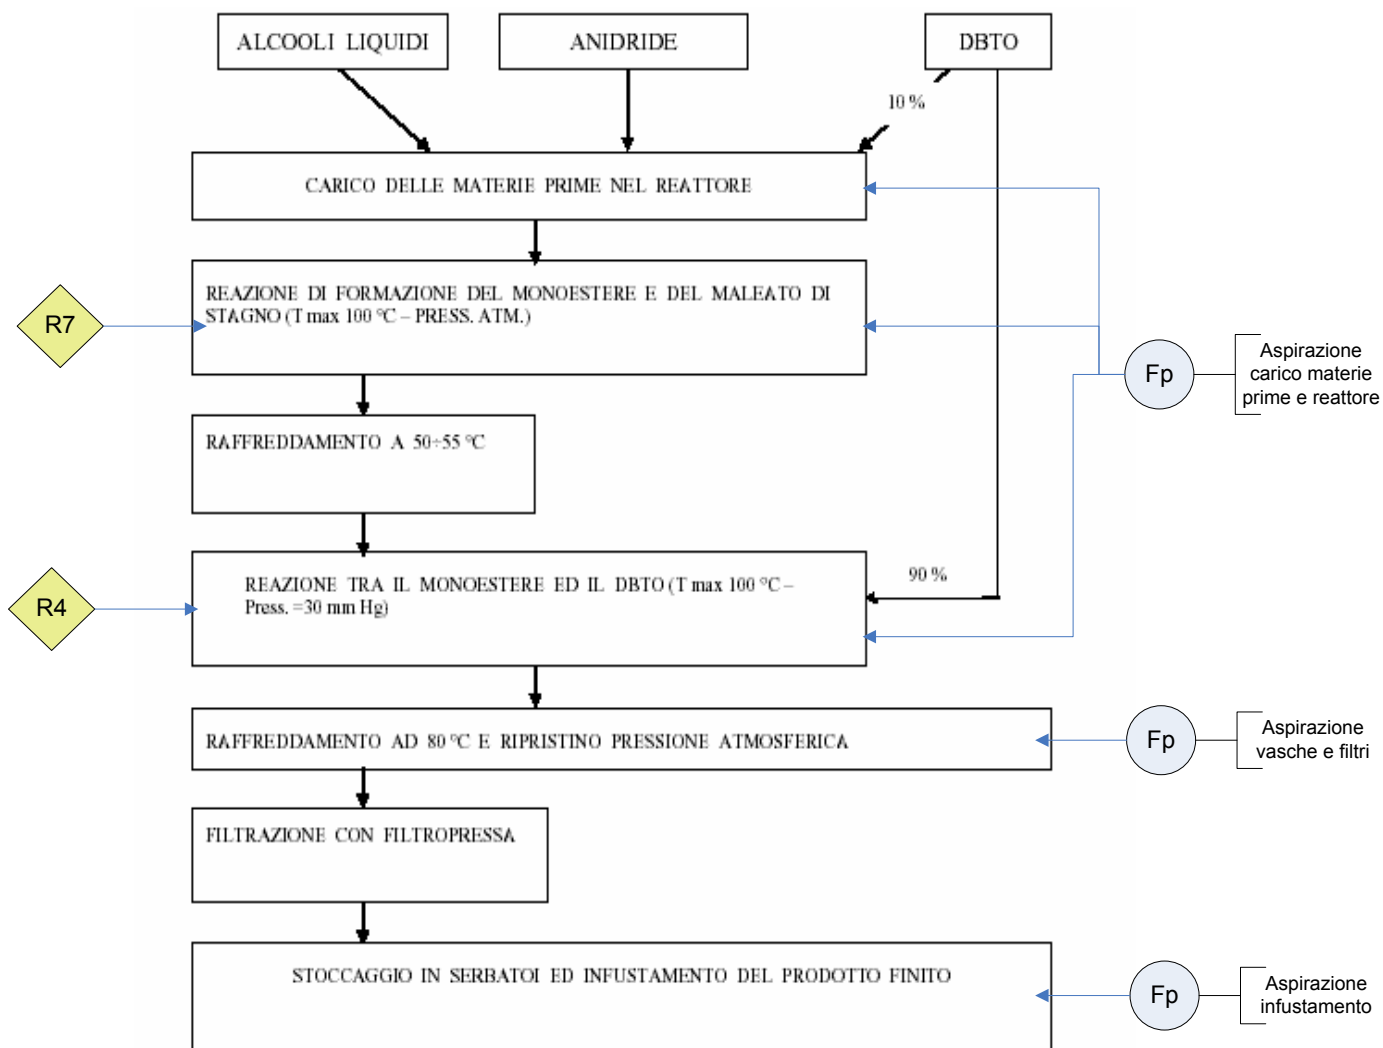 ALCOOLI LIQUIDI
ANIDRIDE
DBTO
10 %
CARICO DELLE MATERIE PRIME NEL REATTORE
REAZIONE DI FORMAZIONE DEL MONOESTERE E DEL MALEATO DI
STAGNO (T max 100 °C – PRESS. ATM.)
R7
Fp
Aspirazione
carico materie
prime e reattore
RAFFREDDAMENTO A 50÷55 °C
REAZIONE TRA IL MONOESTERE ED IL DBTO (T max 100 °C –
Press. =30 mm Hg)
90 %
R4
RAFFREDDAMENTO AD 80 °C E RIPRISTINO PRESSIONE ATMOSFERICA
Fp
Aspirazione
vasche e filtri
FILTRAZIONE CON FILTROPRESSA
STOCCAGGIO IN SERBATOI ED INFUSTAMENTO DEL PRODOTTO FINITO
Fp
Aspirazione
infustamento